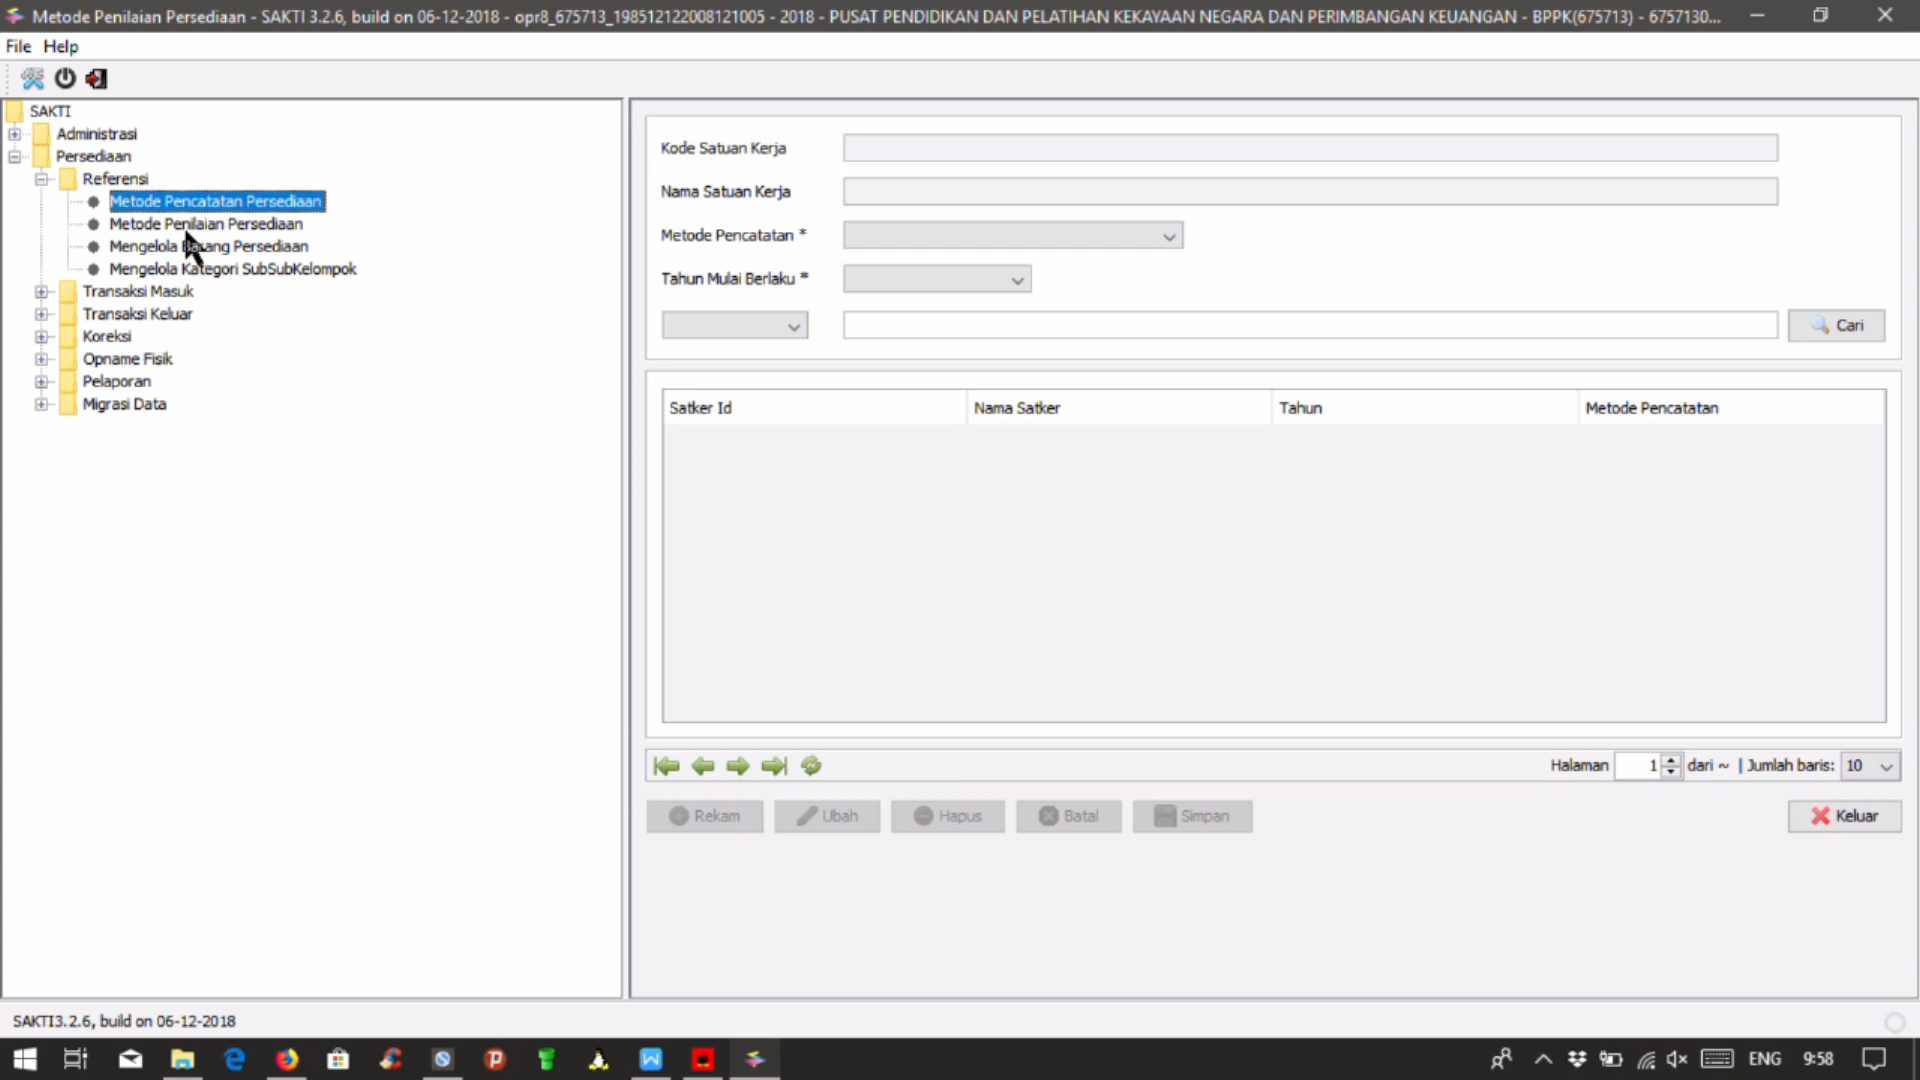 Metode Penilaian Persediaan - SAKTI 3.2.6, build on 06-12-2018 - opr8_675713_198512122008121005 - 2018 - PUSAT PENDIDIKAN DAN PELATIHAN KEKAYAAN NEGARA DAN PERIMBANGAN KEUANGAN - BPPK(675713) - 6757130...
File Help
SAKTI
Administrasi
Persediaan
Referensi
Metode Pencatatan Persediaan
Metode Penilaian Persediaan
Mengelola Barang Persediaan
Mengelola Kategori SubSubKelompok
Transaksi Masuk
Transaksi Keluar
Koreksi
Opname Fisik
Pelaporan
Migrasi Data
Kode Satuan Kerja
Nama Satuan Kerja
Metode Pencatatan *
Tahun Mulai Berlaku *
Cari
Satker Id Nama Satker Tahun Metode Pencatatan
Halaman 1 dari ~ | Jumlah baris: 10
Rekam Ubah Hapus Batal Simpan Keluar
SAKTI3.2.6, build on 06-12-2018
ENG 9:58